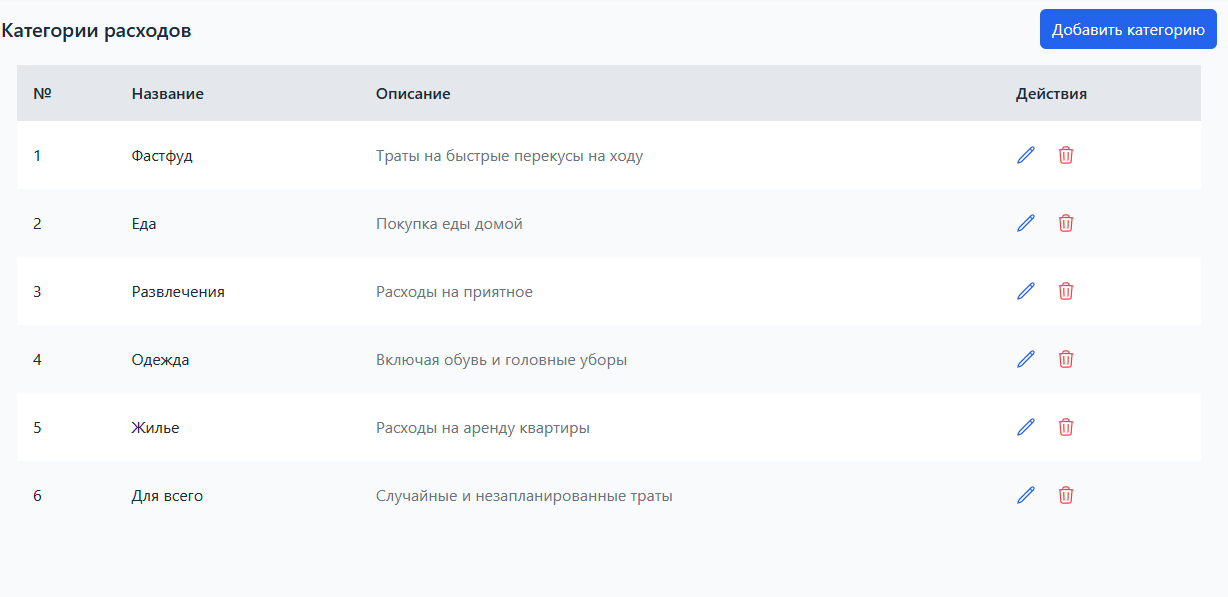 Категории расходов
Добавить категорию
№ Название Описание Действия
1 Фастфуд Траты на быстрые перекусы на ходу
2 Еда Покупка еды домой
3 Развлечения Расходы на приятное
4 Одежда Включая обувь и головные уборы
5 Жилье Расходы на аренду квартиры
6 Для всего Случайные и незапланированные траты